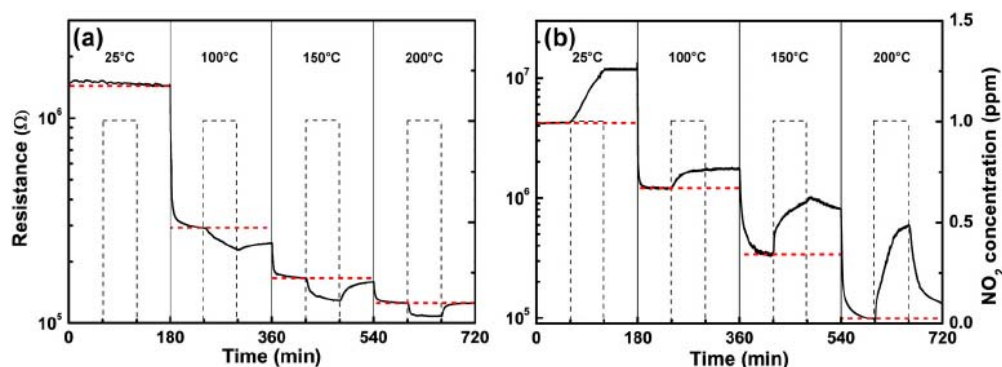 (a)
25°C 100°C 150°C 200°C
10⁶
10⁵
Resistance (Ω)
0 180 360 540 720
Time (min)
(b)
25°C 100°C 150°C 200°C
10⁷
10⁶
10⁵
1.5
1.0
0.5
0.0
NO₂ concentration (ppm)
0 180 360 540 720
Time (min)